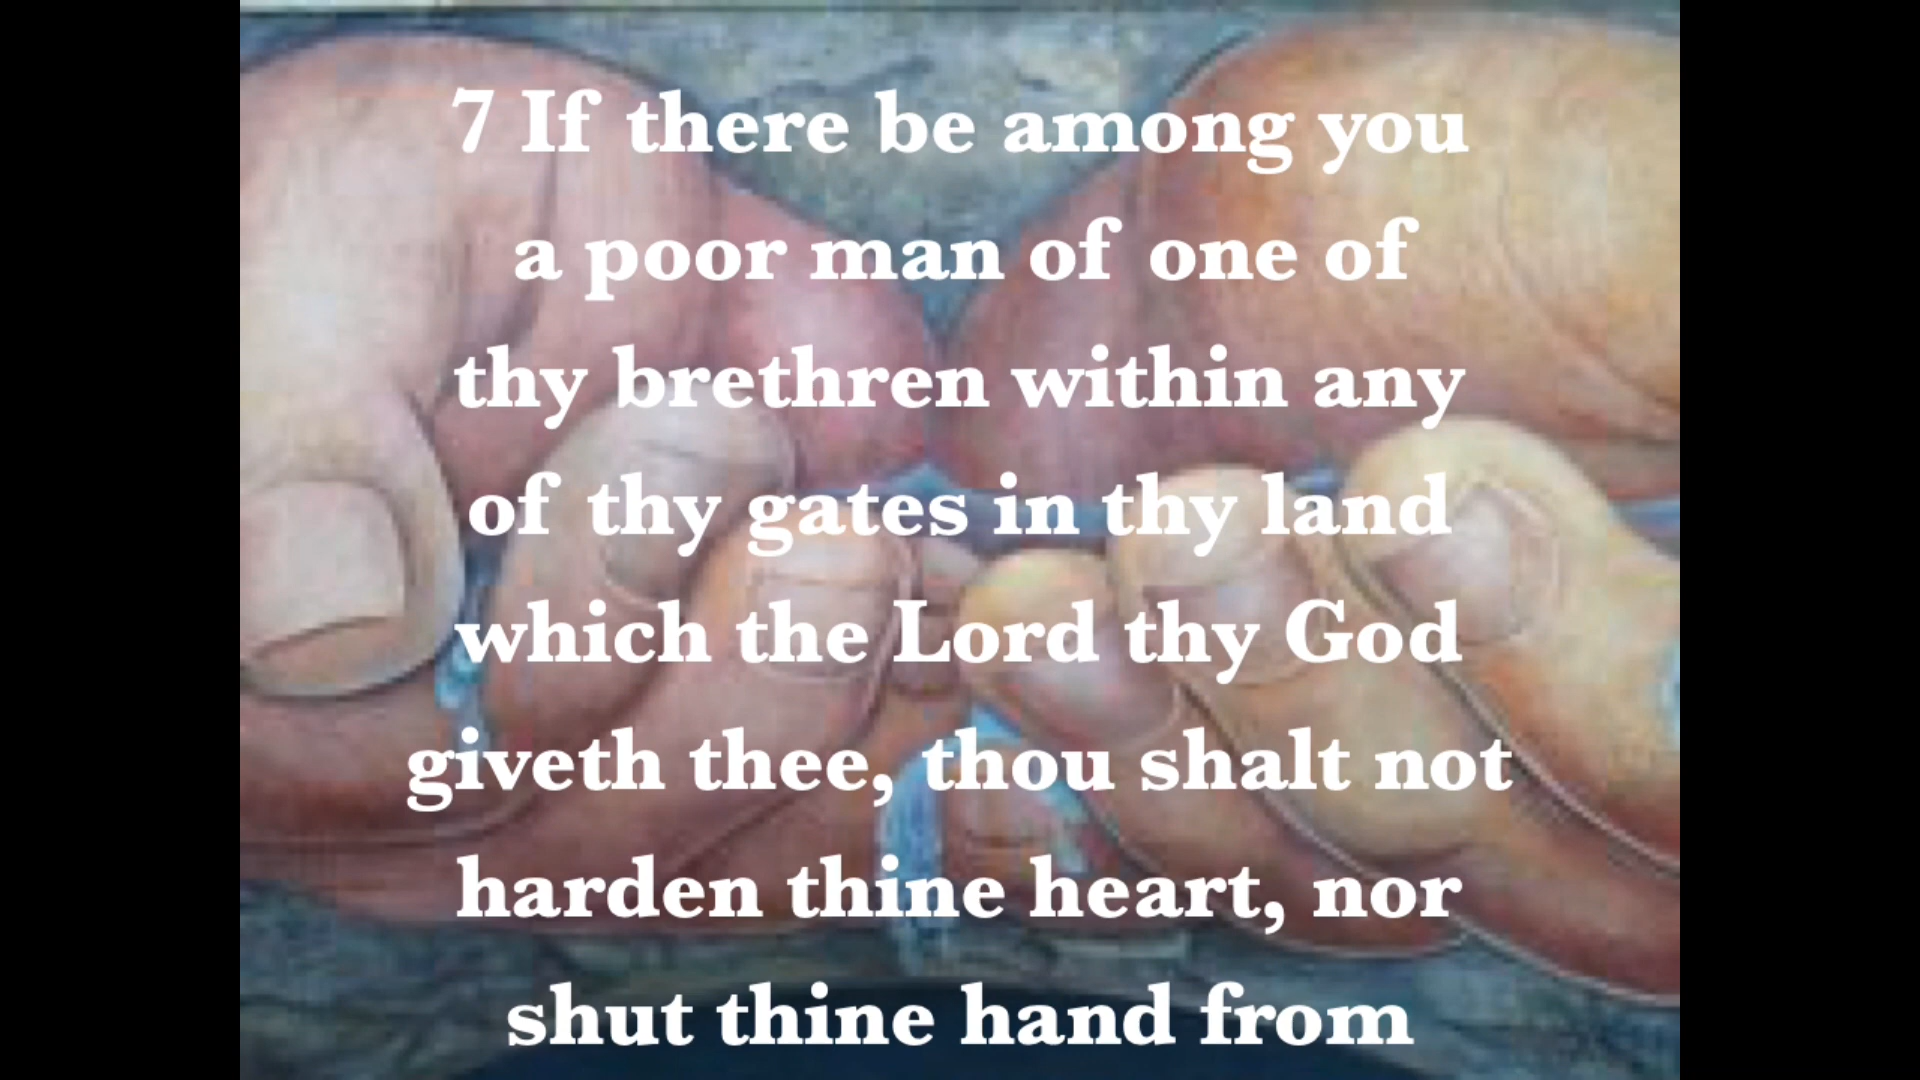 7 If there be among you
a poor man of one of
thy brethren within any
of thy gates in thy land
which the Lord thy God
giveth thee, thou shalt not
harden thine heart, nor
shut thine hand from